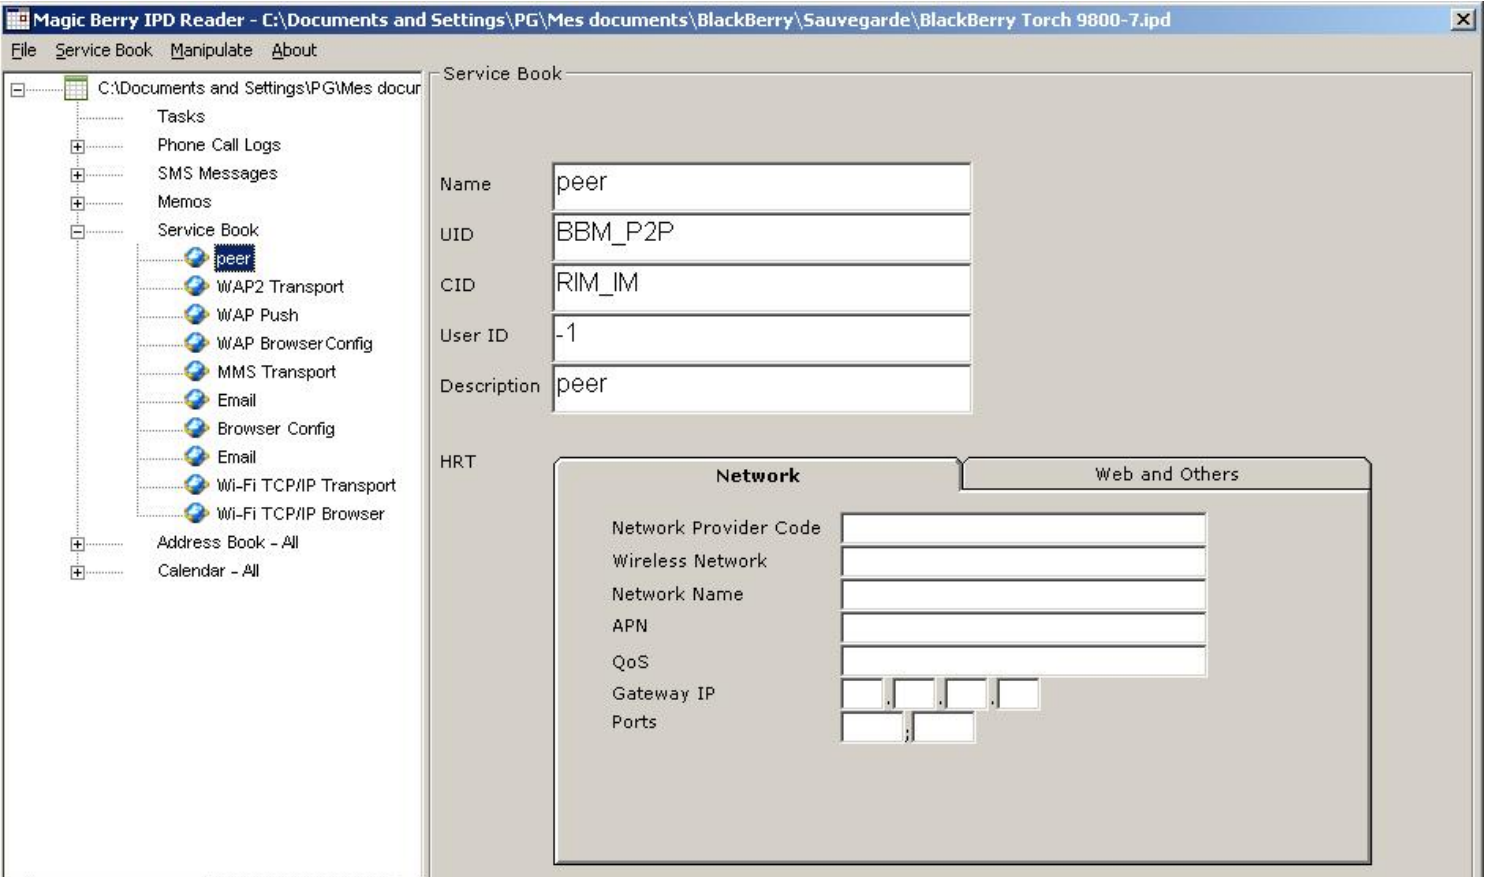 Magic Berry IPD Reader - C:\Documents and Settings\PG\Mes documents\BlackBerry\Sauvegarde\BlackBerry Torch 9800-7.ipd
File Service Book Manipulate About
C:\Documents and Settings\PG\Mes docur
Tasks
Phone Call Logs
SMS Messages
Memos
Service Book
peer
WAP2 Transport
WAP Push
WAP Browser Config
MMS Transport
Email
Browser Config
Email
Wi-Fi TCP/IP Transport
Wi-Fi TCP/IP Browser
Address Book - All
Calendar - All
Service Book
Name peer
UID BBM_P2P
CID RIM_IM
User ID -1
Description peer
HRT
Network Web and Others
Network Provider Code
Wireless Network
Network Name
APN
QoS
Gateway IP . . .
Ports ;